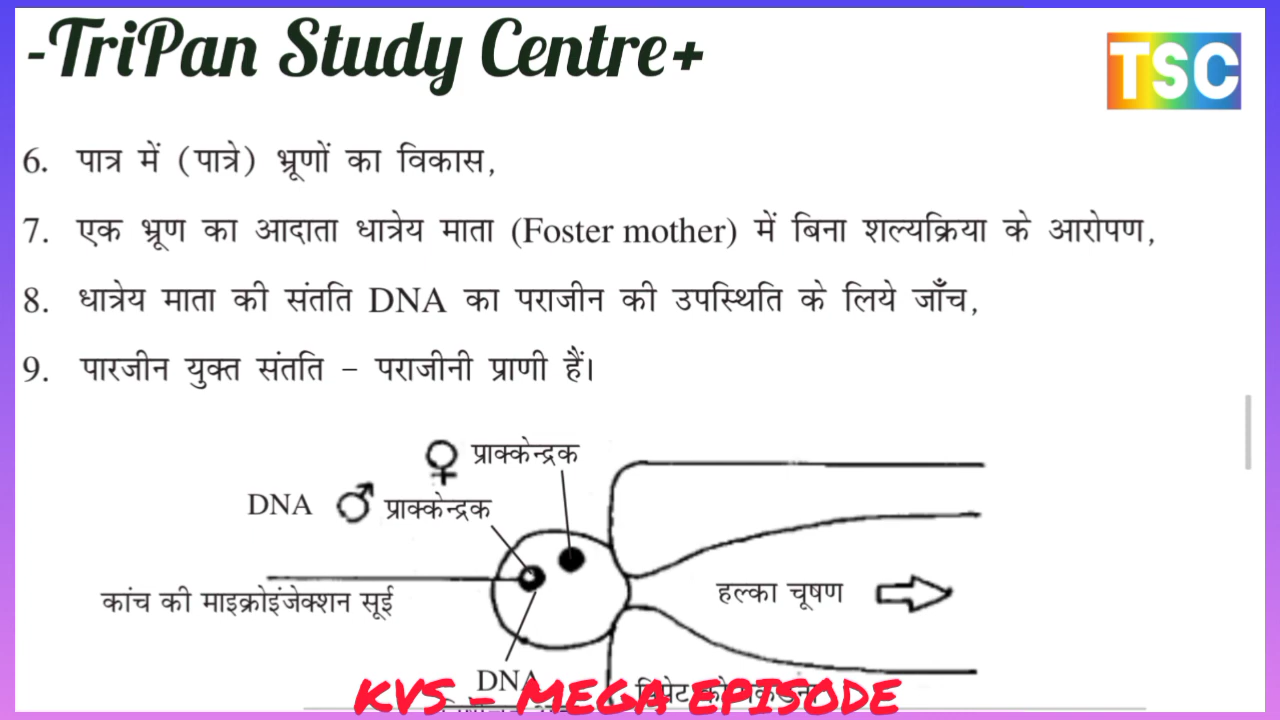 -TriPan Study Centre+
TSC
6. पात्र में (पात्रे) भ्रूणों का विकास,
7. एक भ्रूण का आदाता धात्रेय माता (Foster mother) में बिना शल्यक्रिया के आरोपण,
8. धात्रेय माता की संतति DNA का पराजीन की उपस्थिति के लिये जाँच,
9. पारजीन युक्त संतति – पराजीनी प्राणी हैं।
♀ प्राक्केन्द्रक
DNA ♂ प्राक्केन्द्रक
कांच की माइक्रोइंजेक्शन सूई
हल्का चूषण
DNA
KVS - MEGA EPISODE